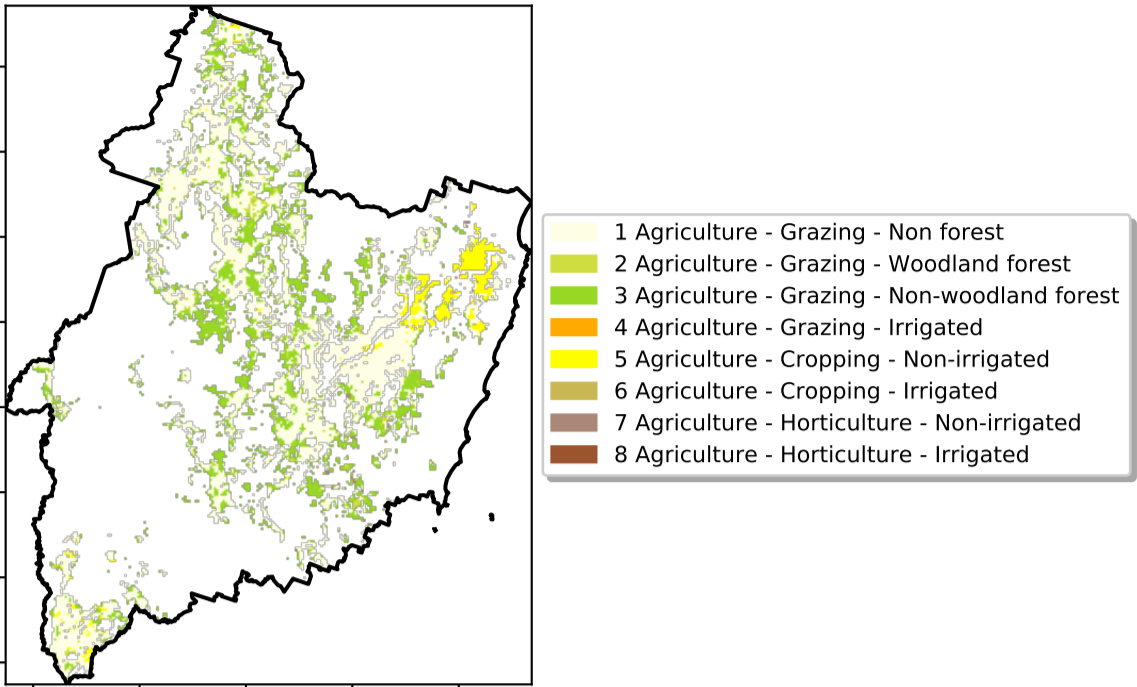 1 Agriculture - Grazing - Non forest
2 Agriculture - Grazing - Woodland forest
3 Agriculture - Grazing - Non-woodland forest
4 Agriculture - Grazing - Irrigated
5 Agriculture - Cropping - Non-irrigated
6 Agriculture - Cropping - Irrigated
7 Agriculture - Horticulture - Non-irrigated
8 Agriculture - Horticulture - Irrigated